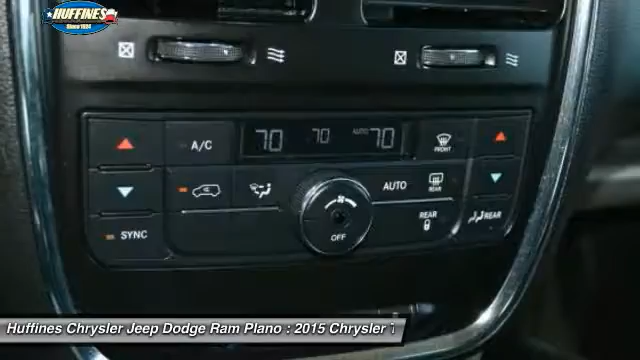 HUFFINES
Since 1924
70 70 AUTO 70
A/C
FRONT
AUTO
REAR
SYNC
OFF
REAR
REAR
Huffines Chrysler Jeep Dodge Ram Plano : 2015 Chrysler